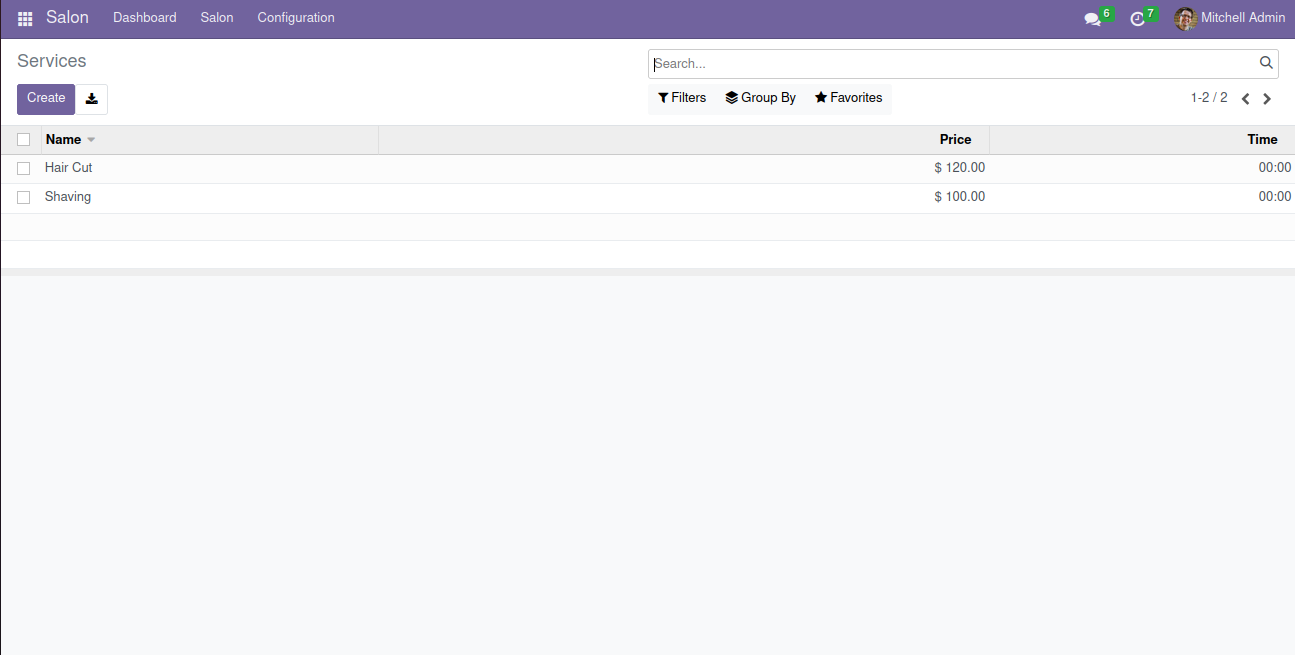 Salon Dashboard Salon Configuration 6 7 Mitchell Admin
Services
Search...
Create Filters Group By Favorites 1-2 / 2
Name Price Time
Hair Cut $ 120.00 00:00
Shaving $ 100.00 00:00